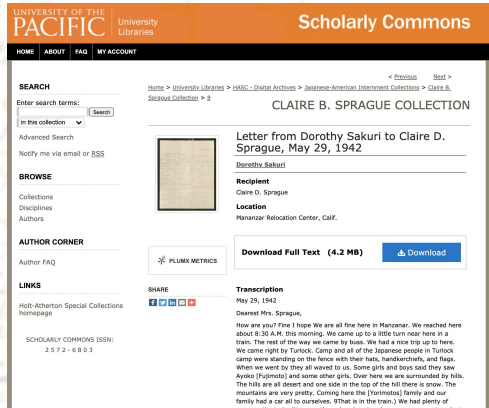 UNIVERSITY OF THE
PACIFIC
University
Libraries
Scholarly Commons
HOME ABOUT FAQ MY ACCOUNT
< Previous Next >
Home > University Libraries > HASC - Digital Archives > Japanese-American Internment Collections > Claire B.
Sprague Collection > 8
SEARCH
Enter search terms:
Search
in this collection
Advanced Search
Notify me via email or RSS
BROWSE
Collections
Disciplines
Authors
AUTHOR CORNER
Author FAQ
LINKS
Holt-Atherton Special Collections
homepage
SCHOLARLY COMMONS ISSN:
2572-6803
CLAIRE B. SPRAGUE COLLECTION
Letter from Dorothy Sakuri to Claire D.
Sprague, May 29, 1942
Dorothy Sakuri
Recipient
Claire D. Sprague
Location
Mananzar Relocation Center, Calif.
PLUMX METRICS
Download Full Text (4.2 MB)
Download
SHARE
Transcription
May 29, 1942
Dearest Mrs. Sprague,
How are you? Fine I hope We are all fine here in Manzanar. We reached here
about 8:30 A.M. this morning. We came up to a little turn near here in a
train. The rest of the way we came by buss. We had a nice trip up to here.
We came right by Turlock. Camp and all of the Japanese people in Turlock
camp were standing on the fence with their hats, handkerchiefs, and flags.
When we went by they all waved to us. Some girls and boys said they saw
Ayoko [Fujimoto] and some other girls. Over here we are surrounded by hills.
The hills are all desert and one side in the top of the hill there is snow. The
mountains are very pretty. Coming here the [Yorimotos] family and our
family had a car all to ourselves. 9That is in the train.) We had plenty of